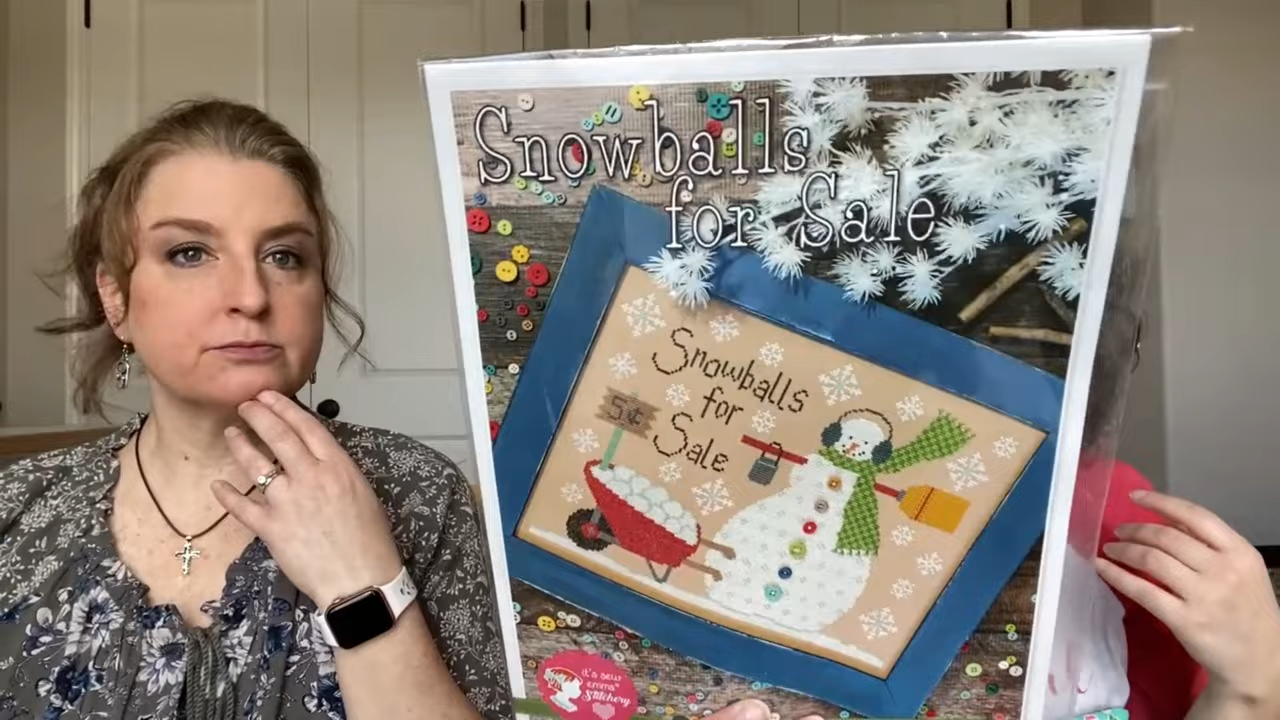 Snowballs
for Sale
Snowballs
for
Sale
5¢
it's sew
emma®
Stitchery